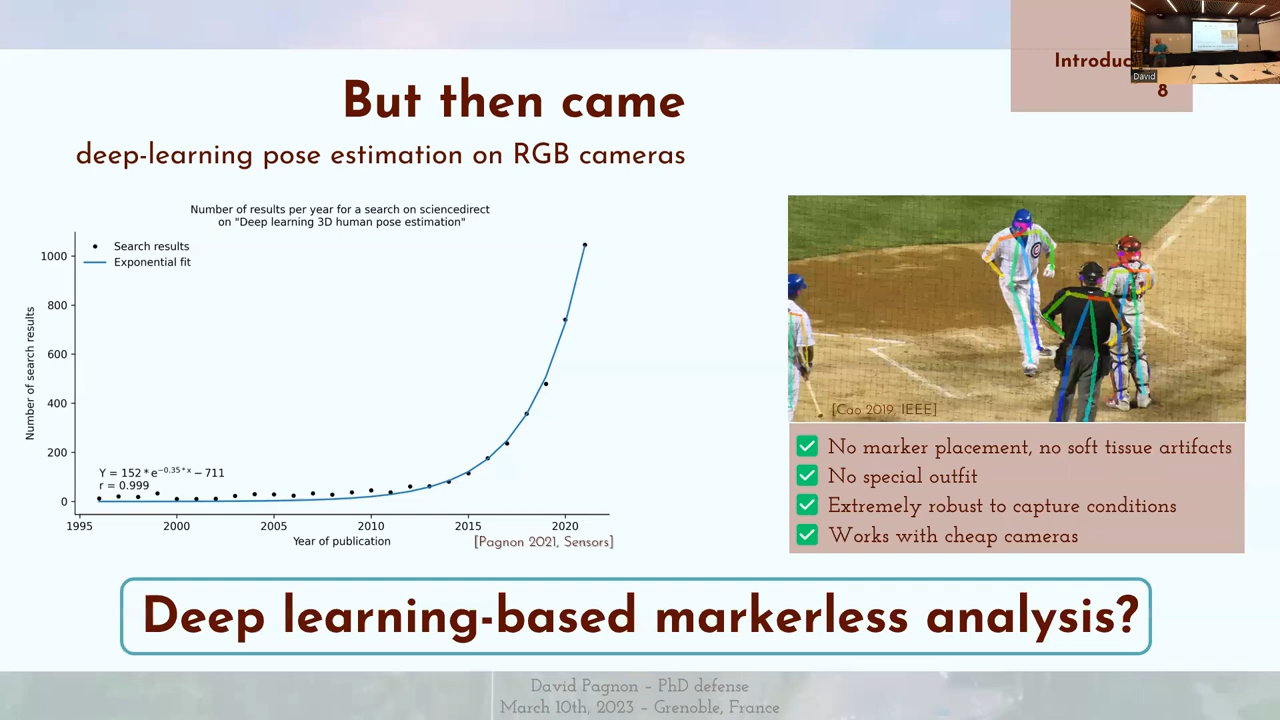 Introduc
David
8
But then came
deep-learning pose estimation on RGB cameras
Number of results per year for a search on sciencedirect
on "Deep learning 3D human pose estimation"
Search results
Exponential fit
Number of search results
1000
800
600
400
200
0
Y = 152*e^-0.35*x − 711
r = 0.999
1995
2000
2005
2010
2015
2020
Year of publication
[Pagnon 2021, Sensors]
[Cao 2019, IEEE]
No marker placement, no soft tissue artifacts
No special outfit
Extremely robust to capture conditions
Works with cheap cameras
Deep learning-based markerless analysis?
David Pagnon – PhD defense
March 10th, 2023 – Grenoble, France